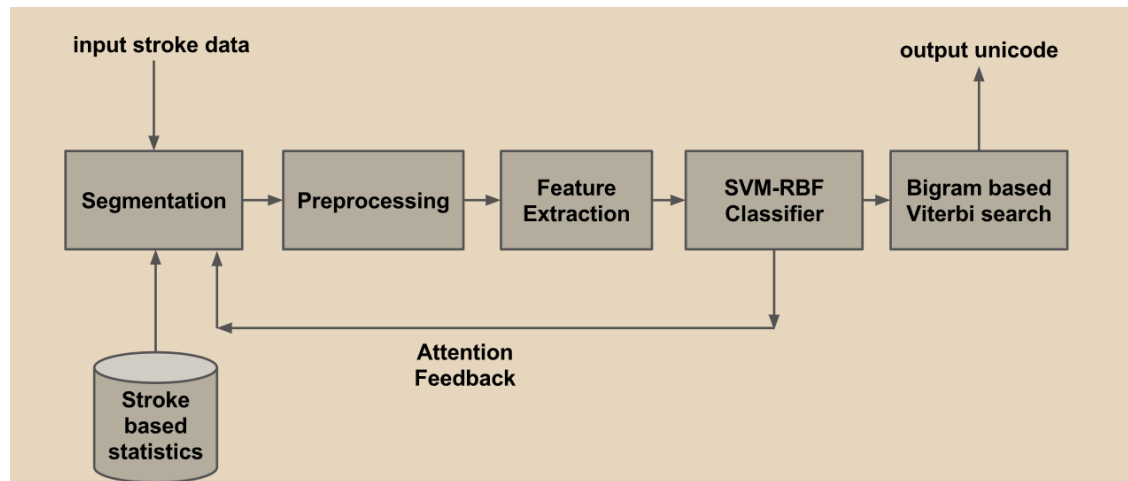 input stroke data
output unicode
Segmentation
Preprocessing
Feature
Extraction
SVM-RBF
Classifier
Bigram based
Viterbi search
Attention
Feedback
Stroke
based
statistics